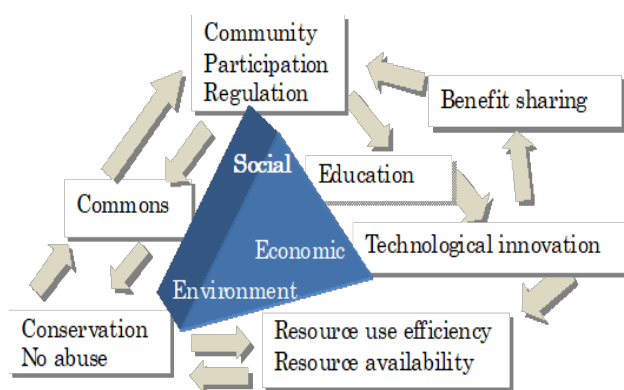 Community
Participation
Regulation
Benefit sharing
Social
Education
Commons
Economic
Technological innovation
Environment
Conservation
No abuse
Resource use efficiency
Resource availability